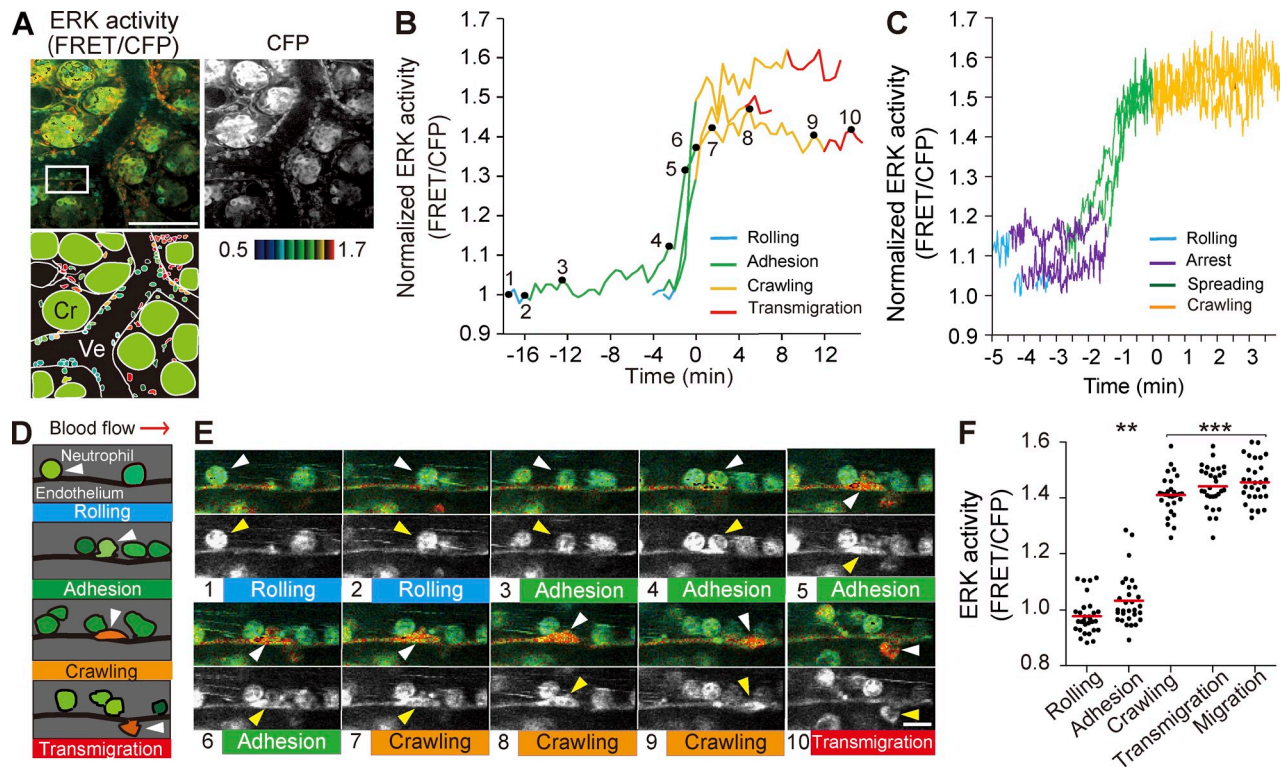 A
ERK activity
(FRET/CFP)
CFP
0.5
1.7
Cr
Ve
B
Normalized ERK activity
(FRET/CFP)
1.7
1.6
1.5
1.4
1.3
1.2
1.1
1
0.9
1
2
3
4
5
6
7
8
9
10
Rolling
Adhesion
Crawling
Transmigration
-16
-12
-8
-4
0
4
8
12
Time (min)
C
Normalized ERK activity
(FRET/CFP)
1.7
1.6
1.5
1.4
1.3
1.2
1.1
1.0
0.9
Rolling
Arrest
Spreading
Crawling
-5
-4
-3
-2
-1
0
1
2
3
Time (min)
D
Blood flow
Neutrophil
Endothelium
Rolling
Adhesion
Crawling
Transmigration
E
1 Rolling
2 Rolling
3 Adhesion
4 Adhesion
5 Adhesion
6 Adhesion
7 Crawling
8 Crawling
9 Crawling
10 Transmigration
F
ERK activity
(FRET/CFP)
** ***
1.6
1.4
1.2
1.0
0.8
Rolling
Adhesion
Crawling
Transmigration
Migration